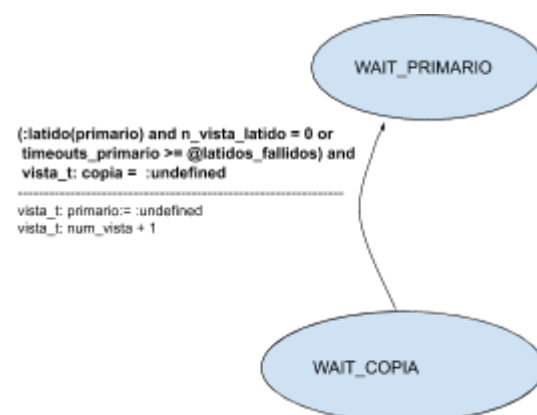 WAIT_PRIMARIO
(:latido(primario) and n_vista_latido = 0 or
timeouts_primario >= @latidos_fallidos) and
vista_t: copia = :undefined
vista_t: primario:= :undefined
vista_t: num_vista + 1
WAIT_COPIA